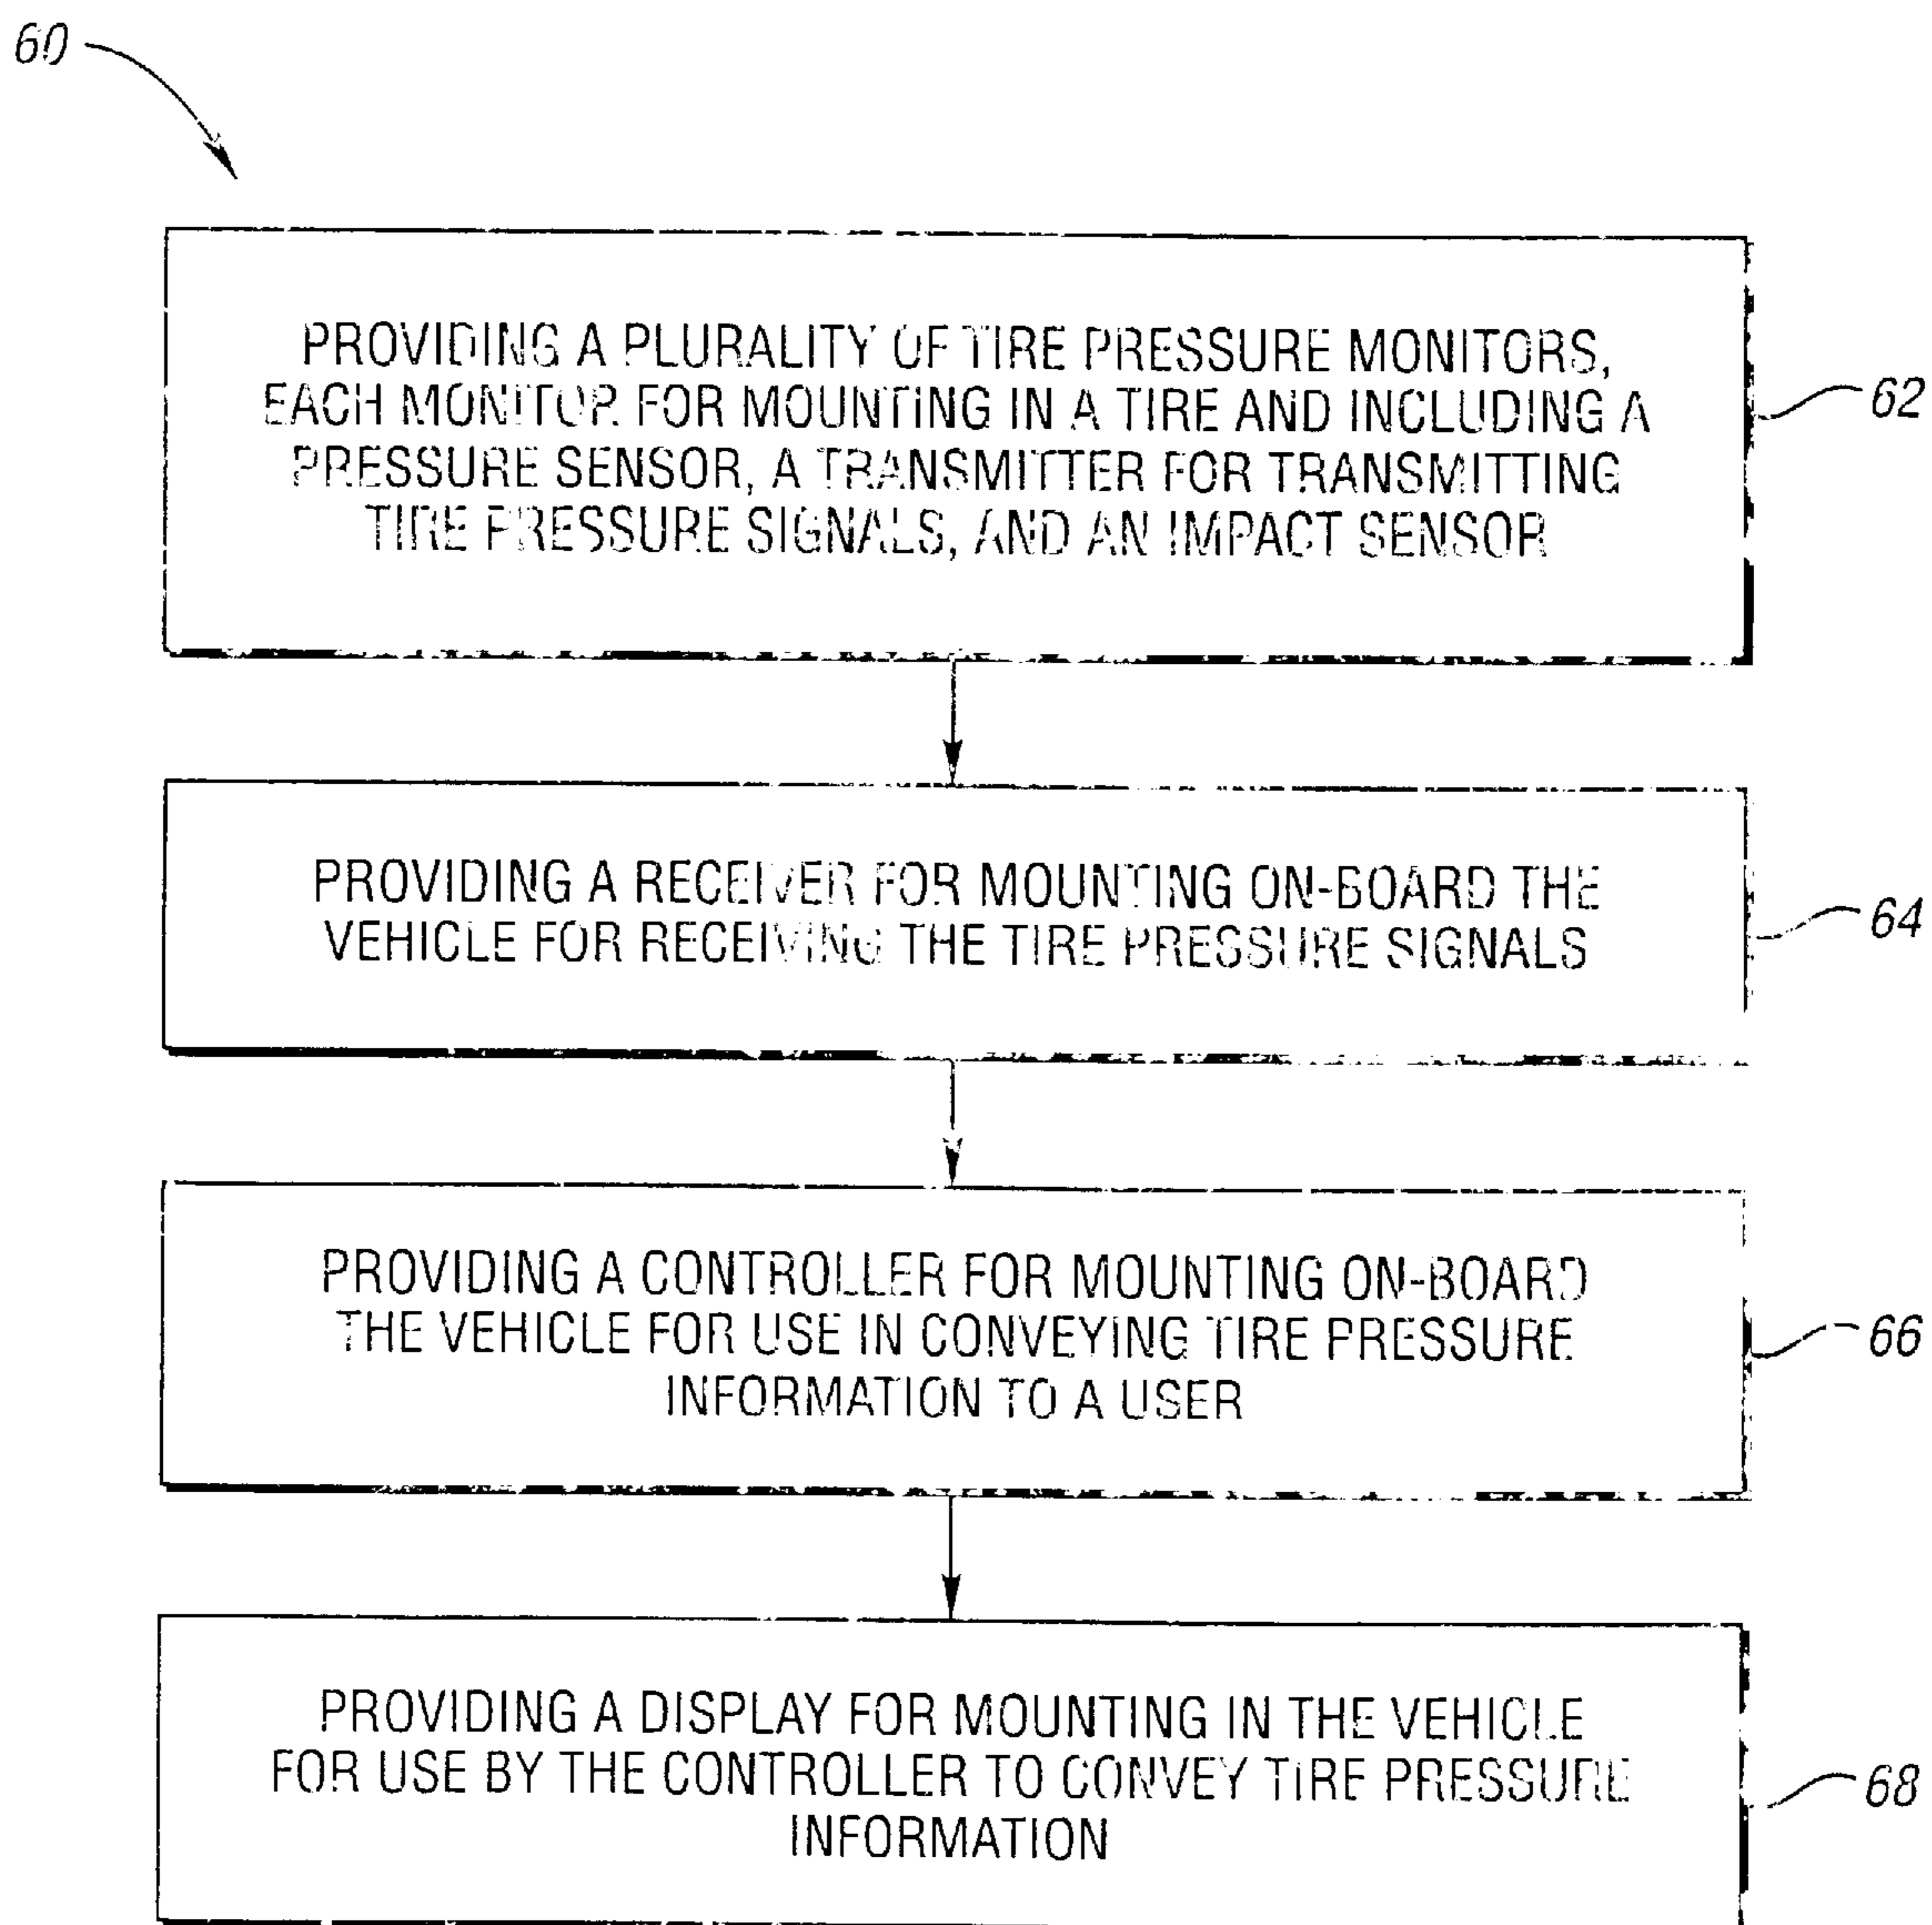 60
PROVIDING A PLURALITY OF TIRE PRESSURE MONITORS,
EACH MONITOR FOR MOUNTING IN A TIRE AND INCLUDING A
PRESSURE SENSOR, A TRANSMITTER FOR TRANSMITTING
TIRE PRESSURE SIGNALS, AND AN IMPACT SENSOR
62
PROVIDING A RECEIVER FOR MOUNTING ON-BOARD THE
VEHICLE FOR RECEIVING THE TIRE PRESSURE SIGNALS
64
PROVIDING A CONTROLLER FOR MOUNTING ON-BOARD
THE VEHICLE FOR USE IN CONVEYING TIRE PRESSURE
INFORMATION TO A USER
66
PROVIDING A DISPLAY FOR MOUNTING IN THE VEHICLE
FOR USE BY THE CONTROLLER TO CONVEY TIRE PRESSURE
INFORMATION
68